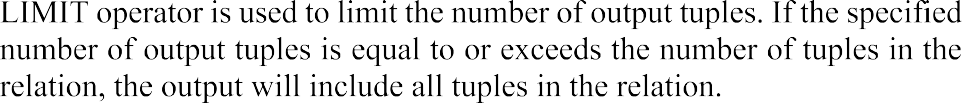 LIMIT operator is used to limit the number of output tuples. If the specified
number of output tuples is equal to or exceeds the number of tuples in the
relation, the output will include all tuples in the relation.